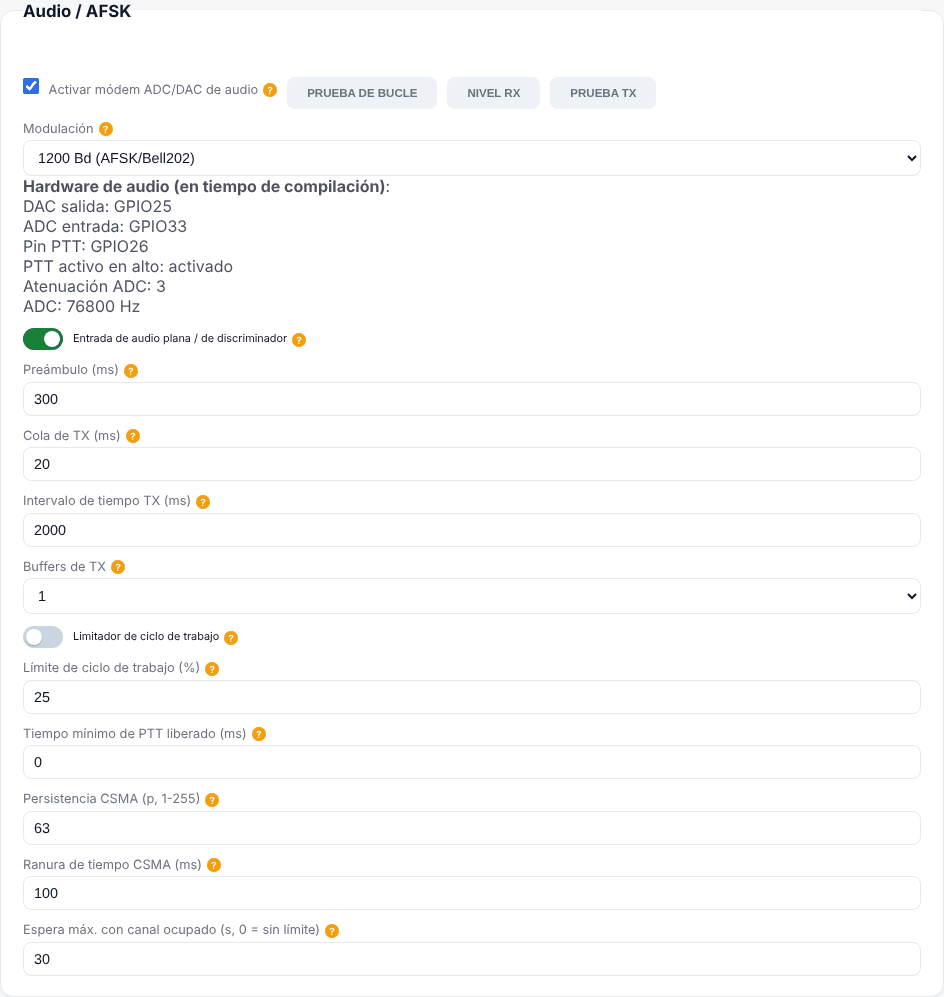 Audio / AFSK
Activar módem ADC/DAC de audio ? PRUEBA DE BUCLE NIVEL RX PRUEBA TX
Modulación ?
1200 Bd (AFSK/Bell202)
Hardware de audio (en tiempo de compilación):
DAC salida: GPIO25
ADC entrada: GPIO33
Pin PTT: GPIO26
PTT activo en alto: activado
Atenuación ADC: 3
ADC: 76800 Hz
Entrada de audio plana / de discriminador ?
Preámbulo (ms) ?
300
Cola de TX (ms) ?
20
Intervalo de tiempo TX (ms) ?
2000
Buffers de TX ?
1
Limitador de ciclo de trabajo ?
Límite de ciclo de trabajo (%) ?
25
Tiempo mínimo de PTT liberado (ms) ?
0
Persistencia CSMA (p, 1-255) ?
63
Ranura de tiempo CSMA (ms) ?
100
Espera máx. con canal ocupado (s, 0 = sin límite) ?
30